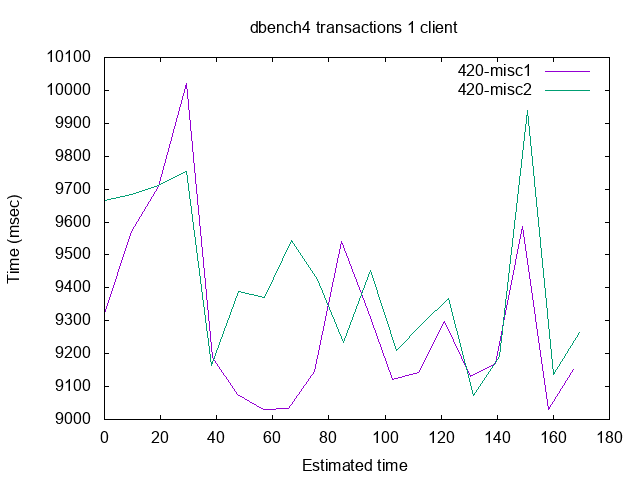 dbench4 transactions 1 client
10100
10000
9900
9800
9700
9600
9500
9400
9300
9200
9100
9000
420-misc1
420-misc2
Time (msec)
0 20 40 60 80 100 120 140 160 180
Estimated time